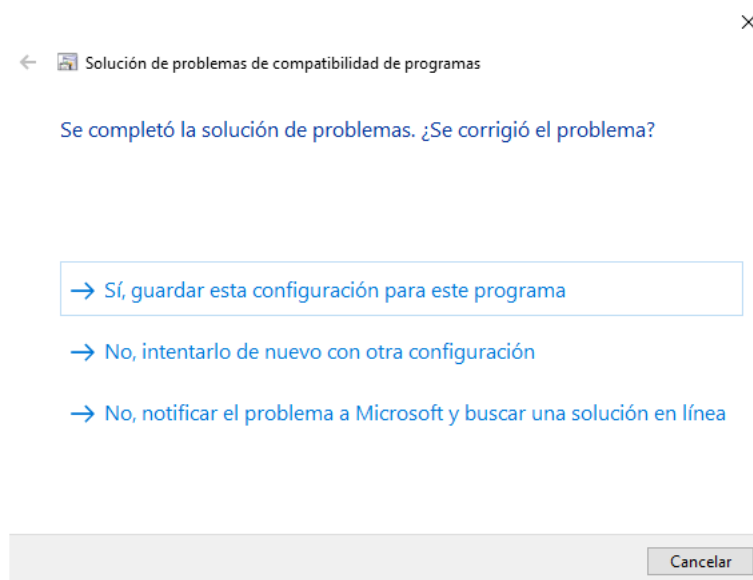 Solución de problemas de compatibilidad de programas
Se completó la solución de problemas. ¿Se corrigió el problema?
Sí, guardar esta configuración para este programa
No, intentarlo de nuevo con otra configuración
No, notificar el problema a Microsoft y buscar una solución en línea
Cancelar